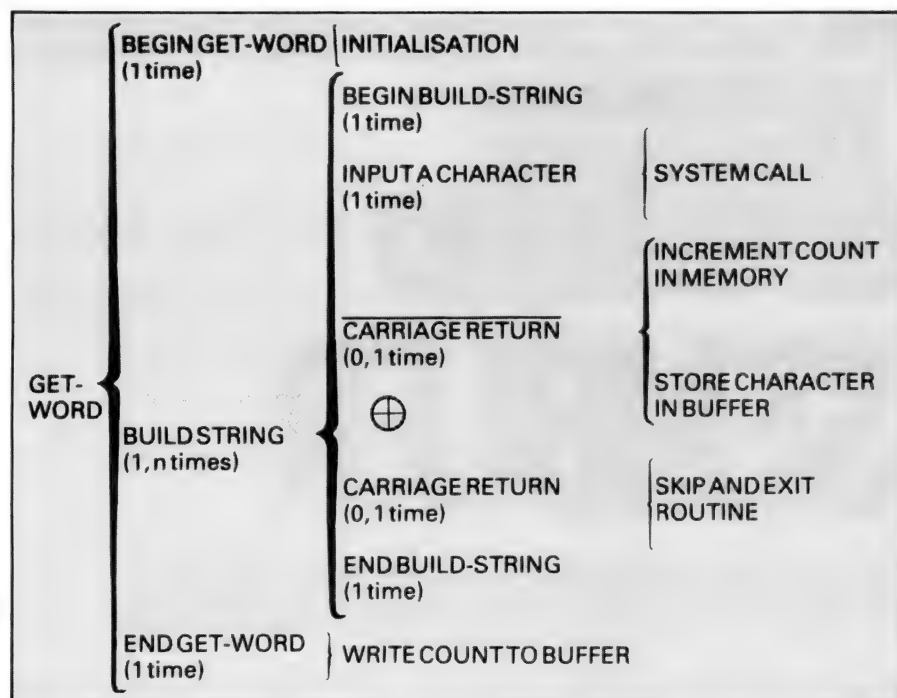 BEGIN GET-WORD INITIALISATION
(1 time)
BEGIN BUILD-STRING
(1 time)
INPUT A CHARACTER SYSTEM CALL
(1 time)
INCREMENT COUNT
IN MEMORY
CARRIAGE RETURN
(0, 1 time)
STORE CHARACTER
IN BUFFER
GET-
WORD
⊕
BUILD STRING
(1, n times)
CARRIAGE RETURN SKIP AND EXIT
(0, 1 time) ROUTINE
END BUILD-STRING
(1 time)
END GET-WORD WRITE COUNT TO BUFFER
(1 time)